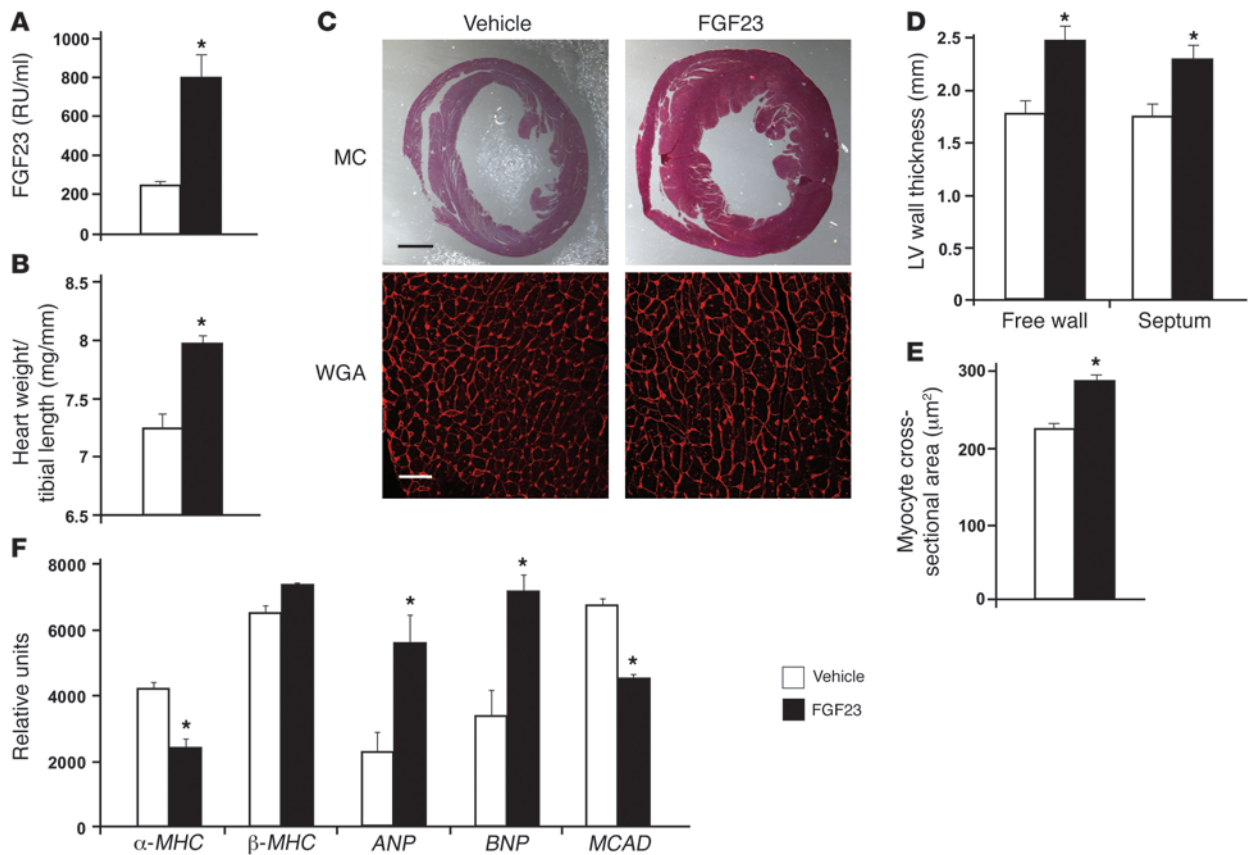 A
FGF23 (RU/ml)
1000
800
600
400
200
0
*
B
Heart weight/
tibial length (mg/mm)
8.5
8
7.5
7
6.5
*
C
Vehicle
FGF23
MC
WGA
D
LV wall thickness (mm)
2.5
2.0
1.5
1.0
0.5
0
*
*
Free wall
Septum
E
Myocyte cross-
sectional area (μm²)
300
200
100
0
*
F
Relative units
8000
6000
4000
2000
0
*
*
*
*
α-MHC
β-MHC
ANP
BNP
MCAD
Vehicle
FGF23